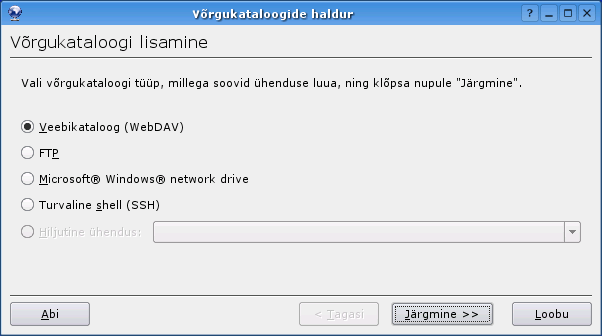 Võrgukataloogide haldur
Võrgukataloogi lisamine
Vali võrgukataloogi tüüp, millega soovid ühenduse luua, ning klõpsa nupule "Järgmine".
Veebikataloog (WebDAV)
FTP
Microsoft® Windows® network drive
Turvaline shell (SSH)
Hiljutine ühendus:
Abi
< Tagasi
Järgmine >>
Loobu